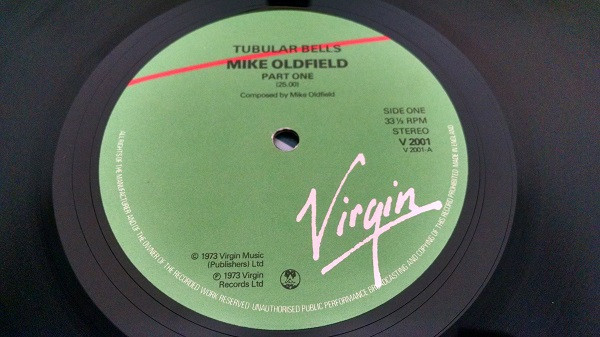 TUBULAR BELLS
MIKE OLDFIELD
PART ONE
(25.00)
Composed by Mike Oldfield
SIDE ONE
33⅓ RPM
STEREO
V 2001
V 2001-A
Virgin
© 1973 Virgin Music
(Publishers) Ltd
℗ 1973 Virgin
Records Ltd
ALL RIGHTS OF THE MANUFACTURER AND OF THE OWNER OF THE RECORDED WORK RESERVED · UNAUTHORISED PUBLIC PERFORMANCE BROADCASTING AND COPYING OF THIS RECORD PROHIBITED MADE IN ENGLAND